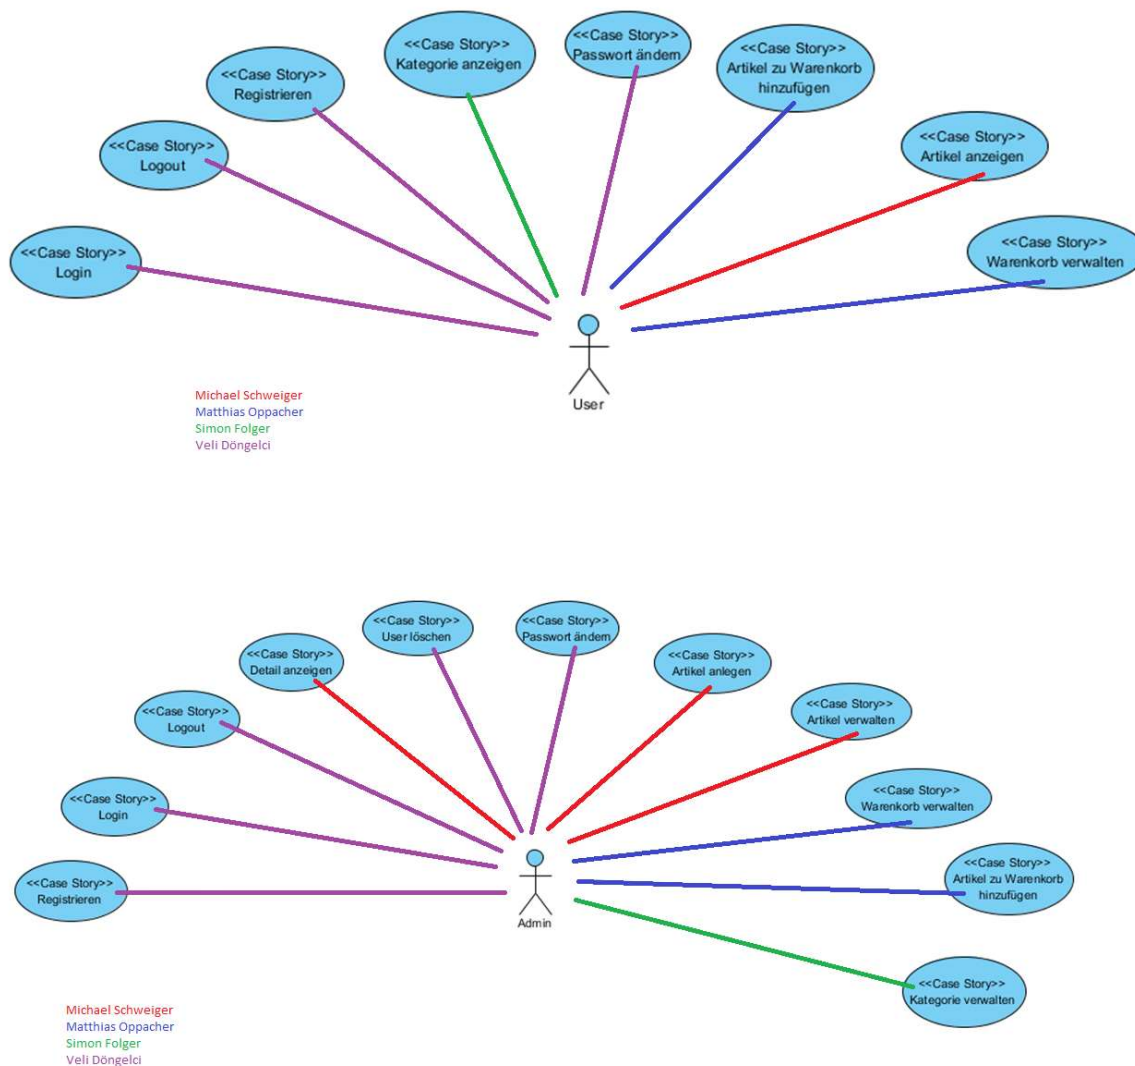 <<Case Story>>
Kategorie anzeigen
<<Case Story>>
Passwort ändern
<<Case Story>>
Artikel zu Warenkorb
hinzufügen
<<Case Story>>
Registrieren
<<Case Story>>
Logout
<<Case Story>>
Artikel anzeigen
<<Case Story>>
Login
<<Case Story>>
Warenkorb verwalten
User
Michael Schweiger
Matthias Oppacher
Simon Folger
Veli Döngelci
<<Case Story>>
User löschen
<<Case Story>>
Passwort ändern
<<Case Story>>
Detail anzeigen
<<Case Story>>
Artikel anlegen
<<Case Story>>
Logout
<<Case Story>>
Artikel verwalten
<<Case Story>>
Login
<<Case Story>>
Warenkorb verwalten
<<Case Story>>
Registrieren
<<Case Story>>
Artikel zu Warenkorb
hinzufügen
Admin
<<Case Story>>
Kategorie verwalten
Michael Schweiger
Matthias Oppacher
Simon Folger
Veli Döngelci